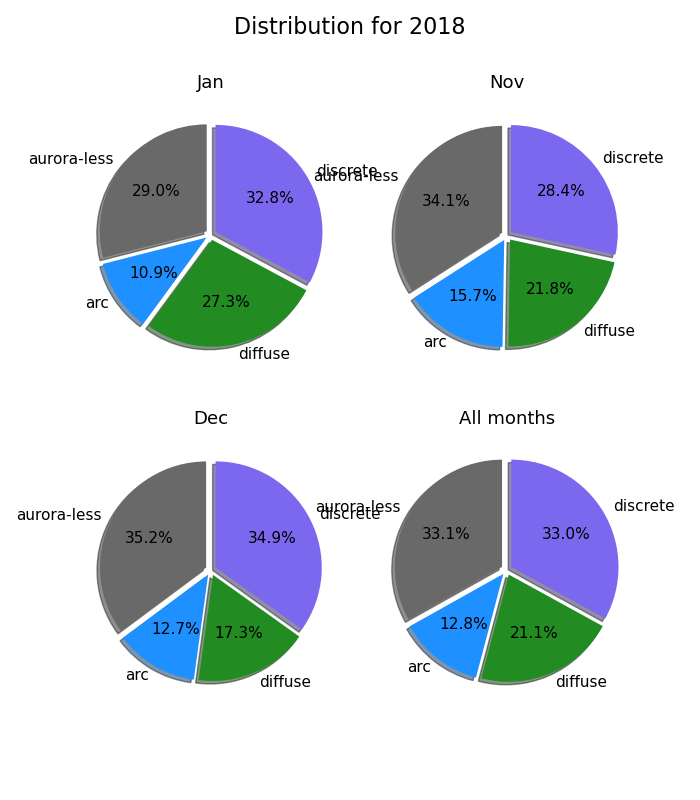 Distribution for 2018
Jan
aurora-less
29.0%
discrete
32.8%
10.9%
arc
27.3%
diffuse
Nov
aurora-less
34.1%
discrete
28.4%
15.7%
arc
21.8%
diffuse
Dec
aurora-less
35.2%
discrete
34.9%
12.7%
arc
17.3%
diffuse
All months
aurora-less
33.1%
discrete
33.0%
12.8%
arc
21.1%
diffuse